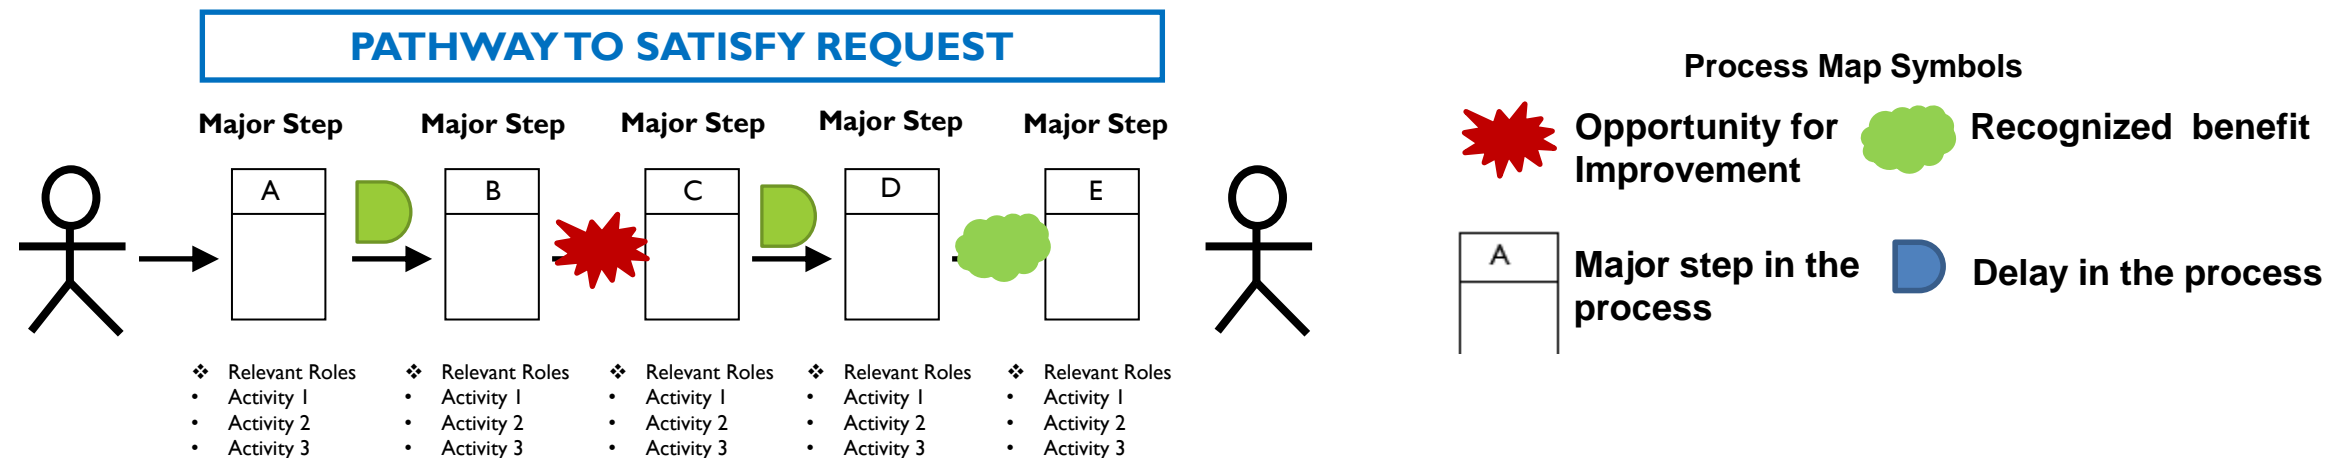 PATHWAY TO SATISFY REQUEST
Major Step
Major Step
Major Step
Major Step
Major Step
A
B
C
D
E
❖ Relevant Roles
• Activity 1
• Activity 2
• Activity 3
❖ Relevant Roles
• Activity 1
• Activity 2
• Activity 3
❖ Relevant Roles
• Activity 1
• Activity 2
• Activity 3
❖ Relevant Roles
• Activity 1
• Activity 2
• Activity 3
❖ Relevant Roles
• Activity 1
• Activity 2
• Activity 3
Process Map Symbols
Opportunity for
Improvement
Recognized benefit
A
Major step in the
process
Delay in the process